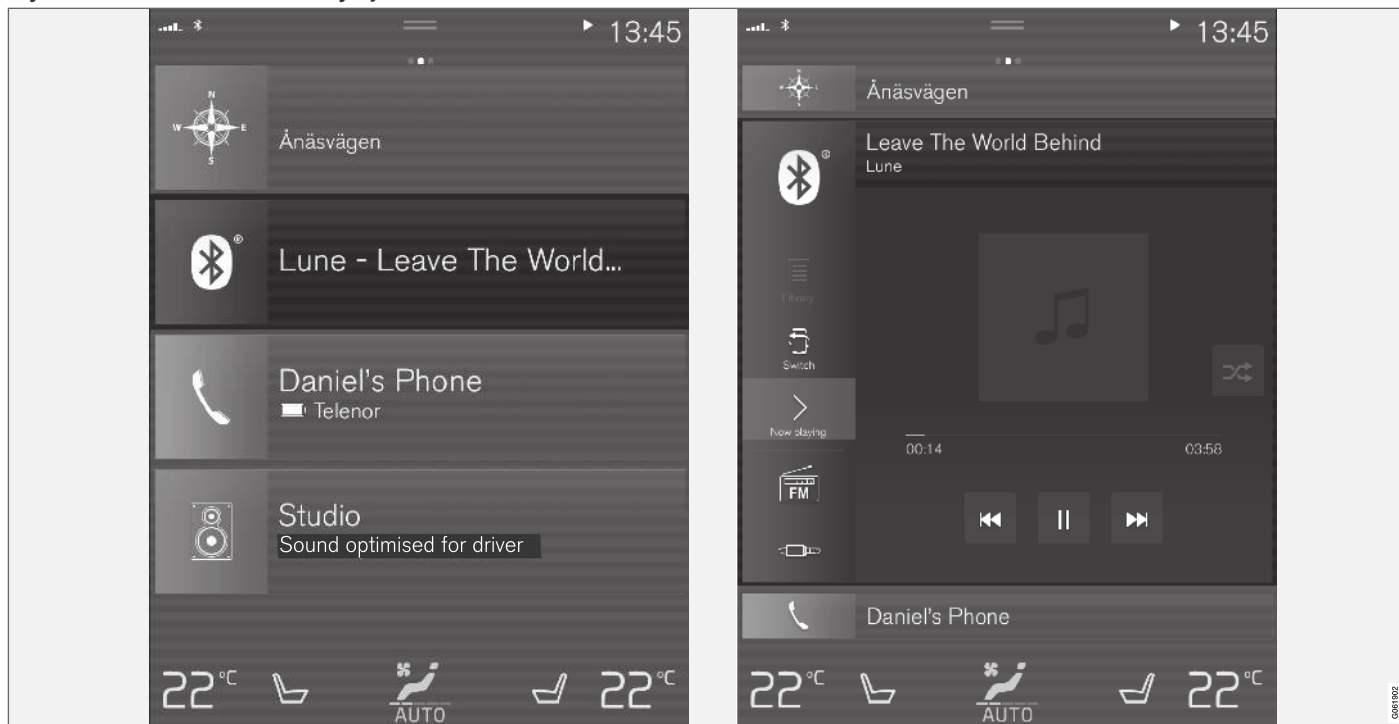 13:45
N
W
E
S
Ånäsvägen
®
Lune - Leave The World...
Daniel's Phone
Telenor
Studio
Sound optimised for driver
22°C
AUTO
22°C
13:45
Ånäsvägen
®
Leave The World Behind
Lune
Library
Switch
Now playing
00:14
03:58
FM
Daniel's Phone
22°C
AUTO
22°C
G061902